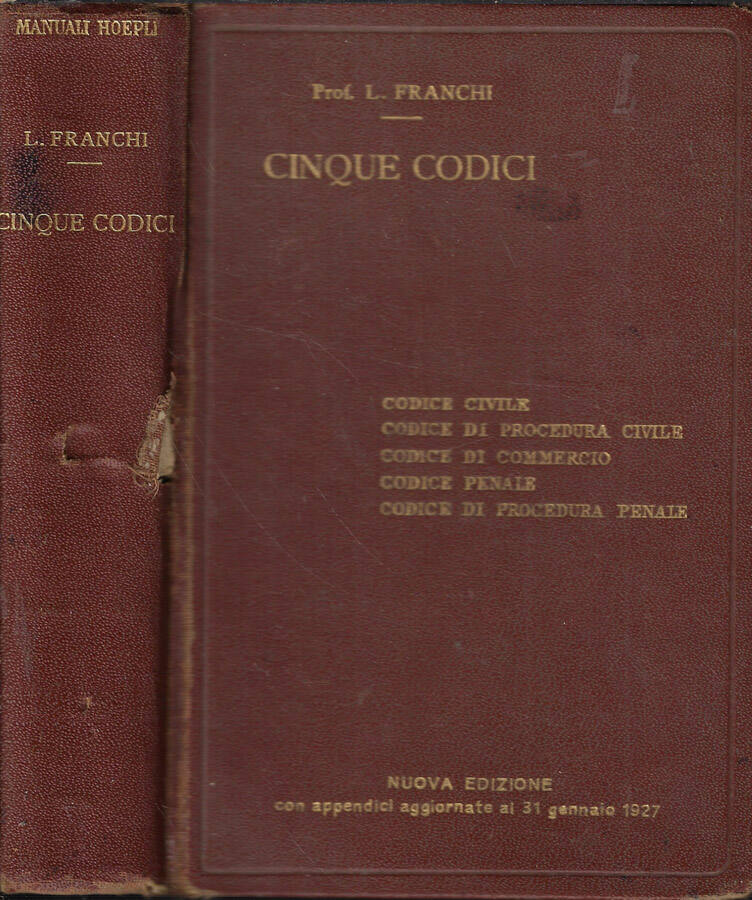 MANUALI HOEPLI
L. FRANCHI
CINQUE CODICI
Prof. L. FRANCHI
CINQUE CODICI
CODICE CIVILE
CODICE DI PROCEDURA CIVILE
CODICE DI COMMERCIO
CODICE PENALE
CODICE DI PROCEDURA PENALE
NUOVA EDIZIONE
con appendici aggiornate al 31 gennaio 1927